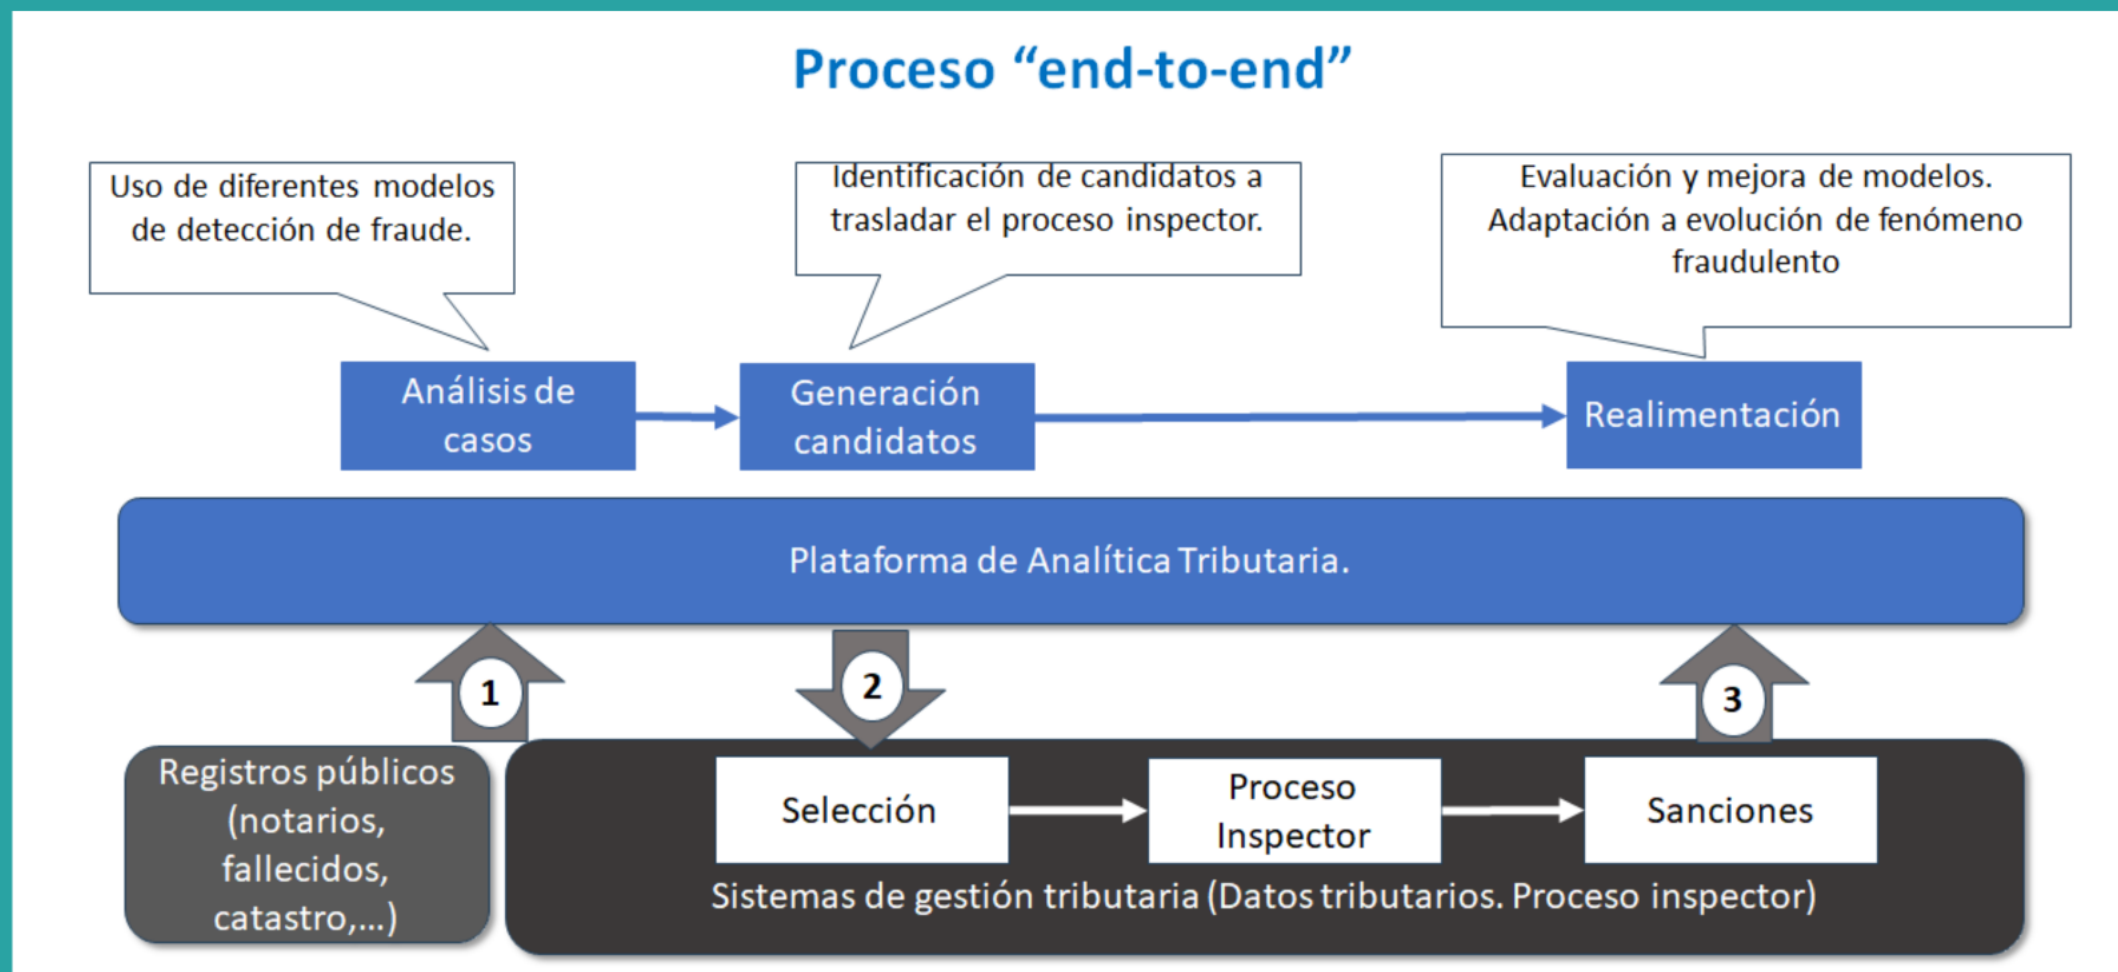 Proceso “end-to-end”
Uso de diferentes modelos
de detección de fraude.
Identificación de candidatos a
trasladar el proceso inspector.
Evaluación y mejora de modelos.
Adaptación a evolución de fenómeno
fraudulento
Análisis de
casos
Generación
candidatos
Realimentación
Plataforma de Analítica Tributaria.
1
2
3
Registros públicos
(notarios,
fallecidos,
catastro,...)
Selección
Proceso
Inspector
Sanciones
Sistemas de gestión tributaria (Datos tributarios. Proceso inspector)